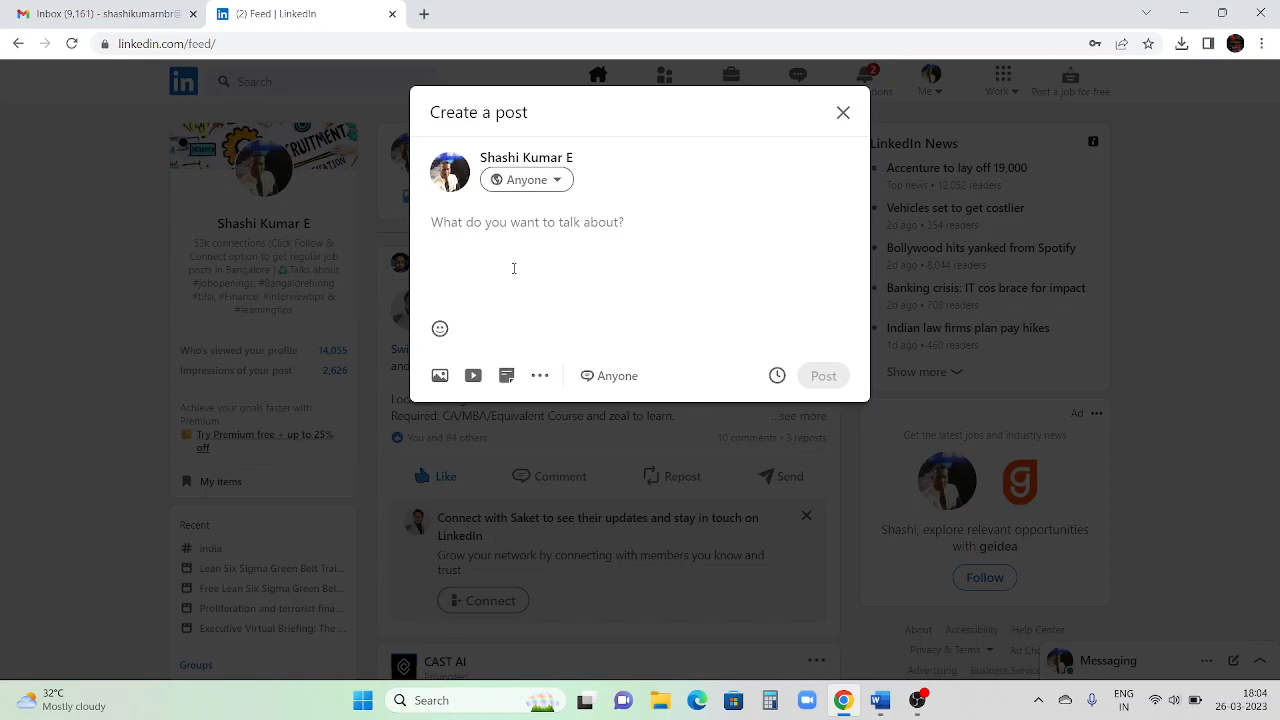 Inbox (9,161) - shashikumarnbr@
(2) Feed | LinkedIn
linkedin.com/feed/
in
Search
2
Me
Work
Post a job for free
Create a post
Shashi Kumar E
Anyone
What do you want to talk about?
Anyone
Post
RUITMENT
Shashi Kumar E
53k connections (Click Follow &
Connect option to get regular job
posts in Bangalore ) Talks about
#jobopenings, #Bangalorehiring
#bfsi, #Finance, #interviewtips &
#learningtips
Who's viewed your profile 14,055
Impressions of your post 2,626
Achieve your goals faster with
Premium
Try Premium free + up to 25%
off
My items
Recent
# india
Lean Six Sigma Green Belt Trai...
Free Lean Six Sigma Green Bel...
Proliferation and terrorist fina...
Executive Virtual Briefing: The ...
Groups
Required: CA/MBA/Equivalent Course and zeal to learn.
...see more
You and 84 others
10 comments • 3 reposts
Like
Comment
Repost
Send
Connect with Saket to see their updates and stay in touch on
LinkedIn
Grow your network by connecting with members you know and
trust
Connect
CAST AI
Promoted
LinkedIn News
Accenture to lay off 19,000
Top news • 12,052 readers
Vehicles set to get costlier
2d ago • 354 readers
Bollywood hits yanked from Spotify
2d ago • 8,044 readers
Banking crisis: IT cos brace for impact
2d ago • 708 readers
Indian law firms plan pay hikes
1d ago • 460 readers
Show more
Ad
Get the latest jobs and industry news
Shashi, explore relevant opportunities
with geidea
Follow
About Accessibility Help Center
Privacy & Terms Ad Cho
Advertising Business Servic
Messaging
32°C
Mostly cloudy
Search
ENG
IN
18:04
26-03-2023